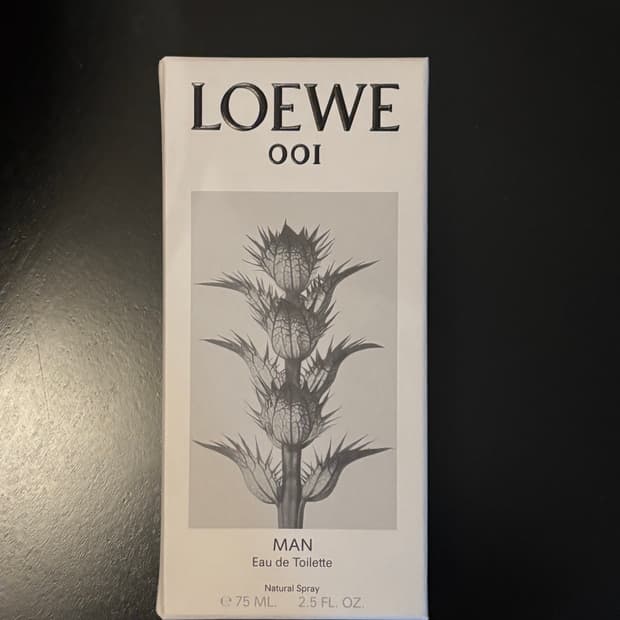 LOEWE
001
MAN
Eau de Toilette
Natural Spray
℮ 75 ML. 2.5 FL. OZ.